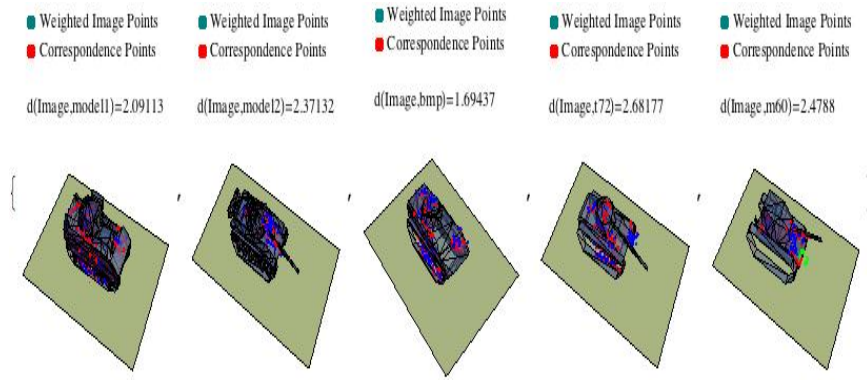 Weighted Image Points
Correspondence Points
d(Image,model1)=2.09113
Weighted Image Points
Correspondence Points
d(Image,model2)=2.37132
Weighted Image Points
Correspondence Points
d(Image,bmp)=1.69437
Weighted Image Points
Correspondence Points
d(Image,t72)=2.68177
Weighted Image Points
Correspondence Points
d(Image,m60)=2.4788
{ , , , ,